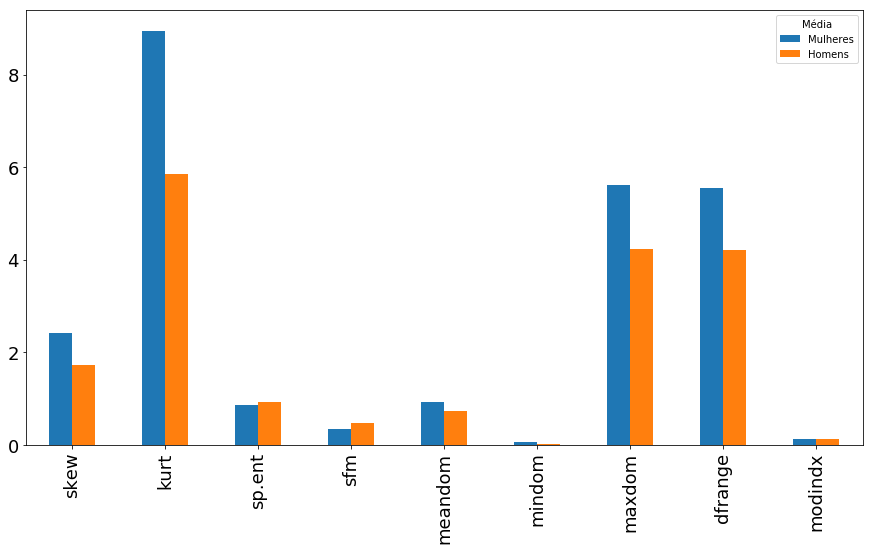 Média
Mulheres
Homens
8
6
4
2
0
skew
kurt
sp.ent
sfm
meandom
mindom
maxdom
dfrange
modindx